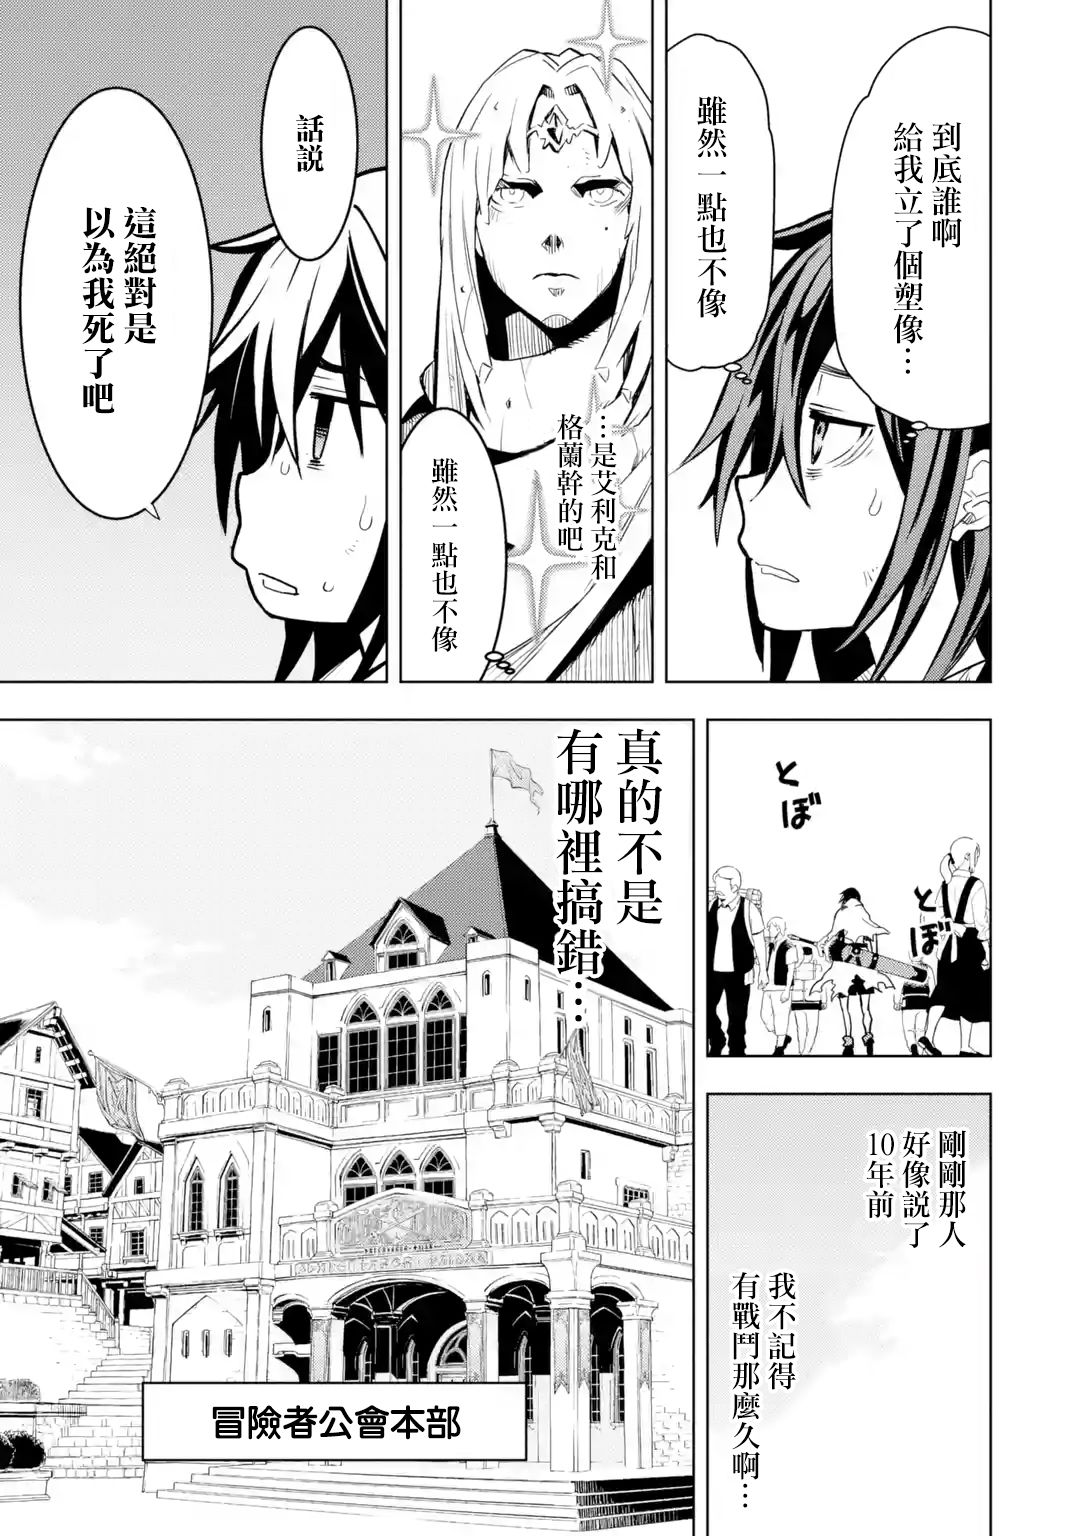 到底誰啊
給我立了個塑像…
雖然一點也不像
…是艾利克和
格蘭幹的吧
雖然一點也不像
話説
這絕對是
以為我死了吧
とぼ
とぼ
剛剛那人
好像說了
10年前
我不記得
有戰鬥那麼久啊…
真的不是
有哪裡搞錯…
冒險者公會本部